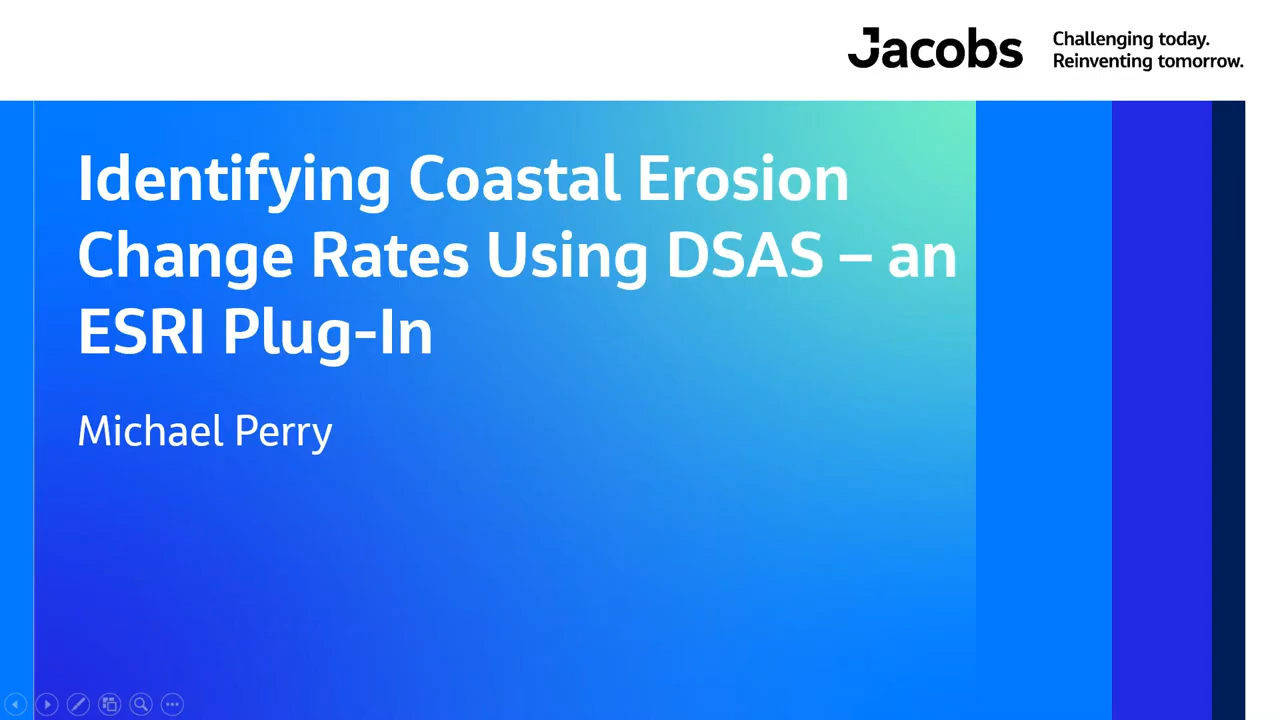 Jacobs
Challenging today.
Reinventing tomorrow.
Identifying Coastal Erosion
Change Rates Using DSAS – an
ESRI Plug-In
Michael Perry